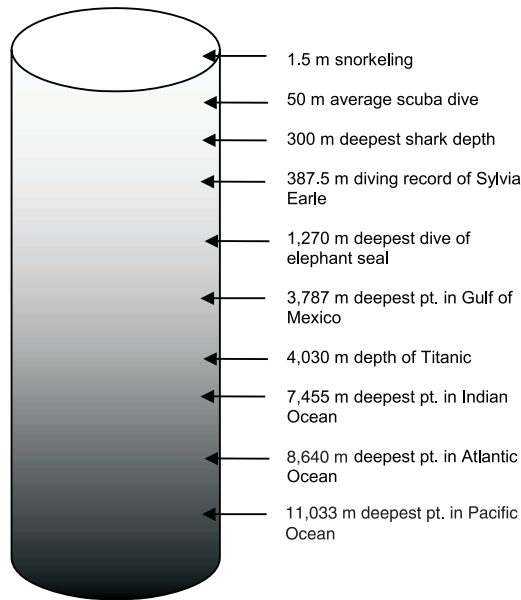 1.5 m snorkeling
50 m average scuba dive
300 m deepest shark depth
387.5 m diving record of Sylvia
Earle
1,270 m deepest dive of
elephant seal
3,787 m deepest pt. in Gulf of
Mexico
4,030 m depth of Titanic
7,455 m deepest pt. in Indian
Ocean
8,640 m deepest pt. in Atlantic
Ocean
11,033 m deepest pt. in Pacific
Ocean